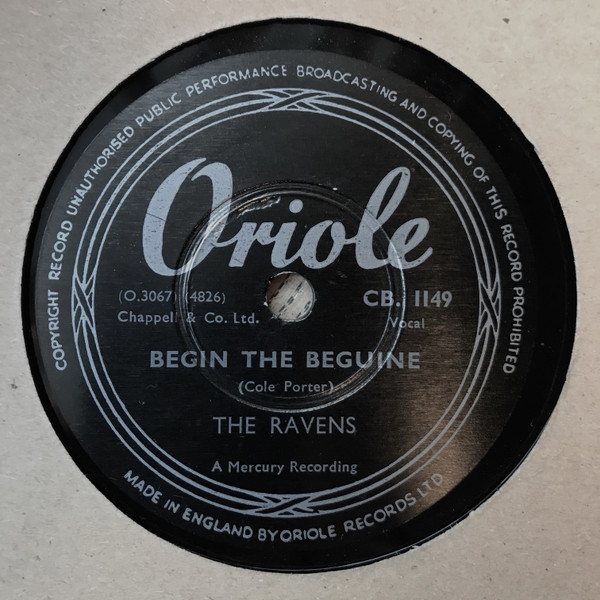 COPYRIGHT RECORD UNAUTHORISED PUBLIC PERFORMANCE BROADCASTING AND COPYING OF THIS RECORD PROHIBITED
Oriole
(O.3067) (4826) CB. 1149
Chappell & Co. Ltd. Vocal
BEGIN THE BEGUINE
(Cole Porter)
THE RAVENS
A Mercury Recording
MADE IN ENGLAND BY ORIOLE RECORDS LTD